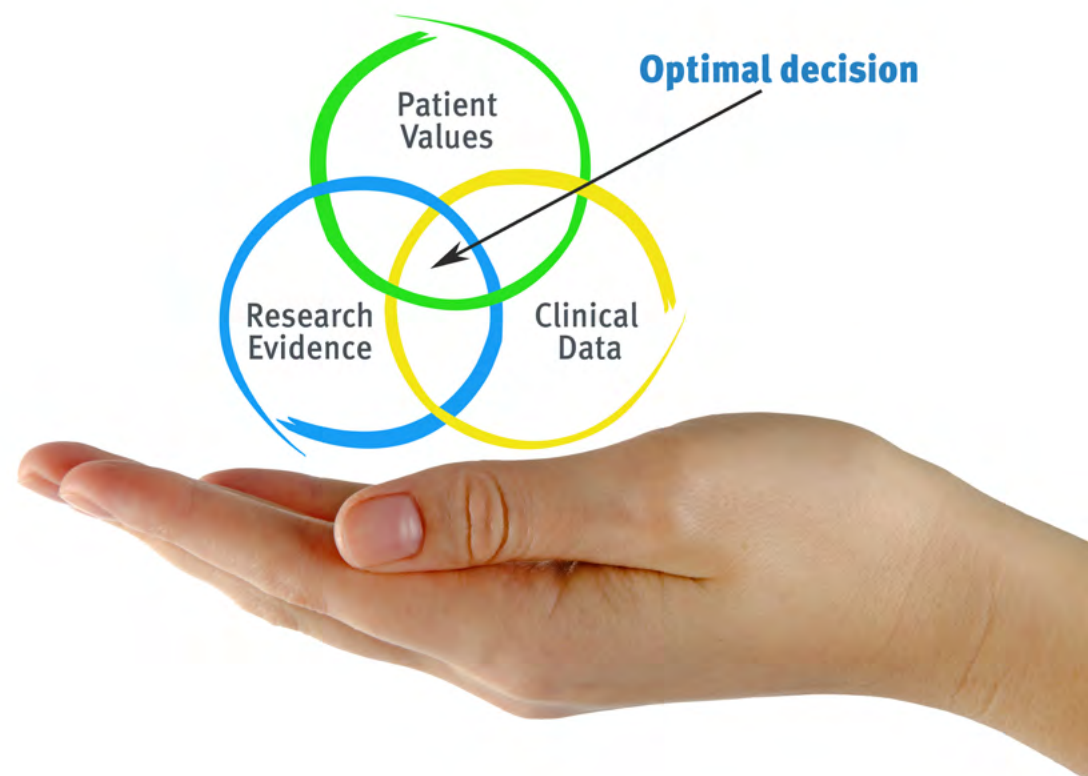 Optimal decision
Patient
Values
Research
Evidence
Clinical
Data